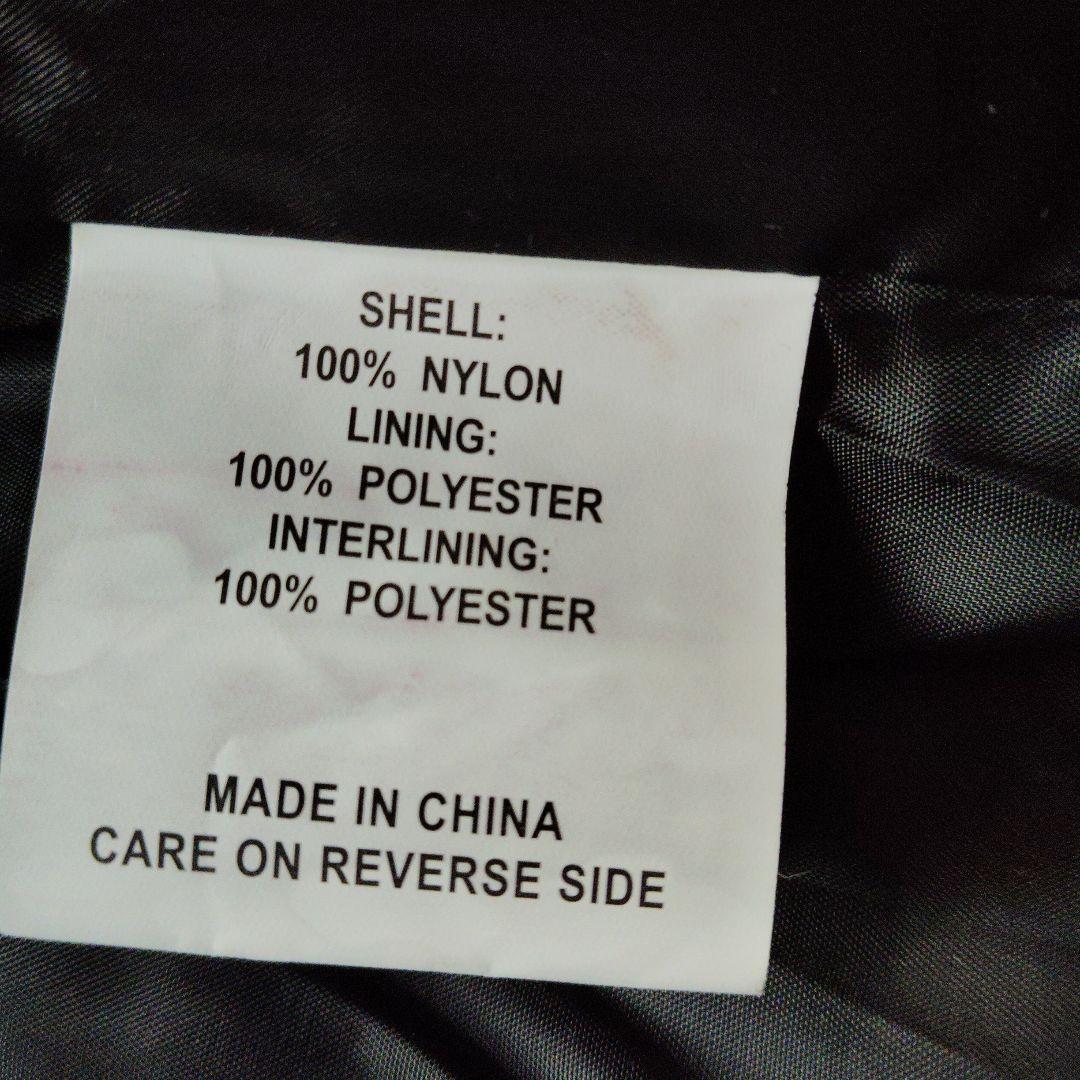 SHELL:
100% NYLON
LINING:
100% POLYESTER
INTERLINING:
100% POLYESTER
MADE IN CHINA
CARE ON REVERSE SIDE